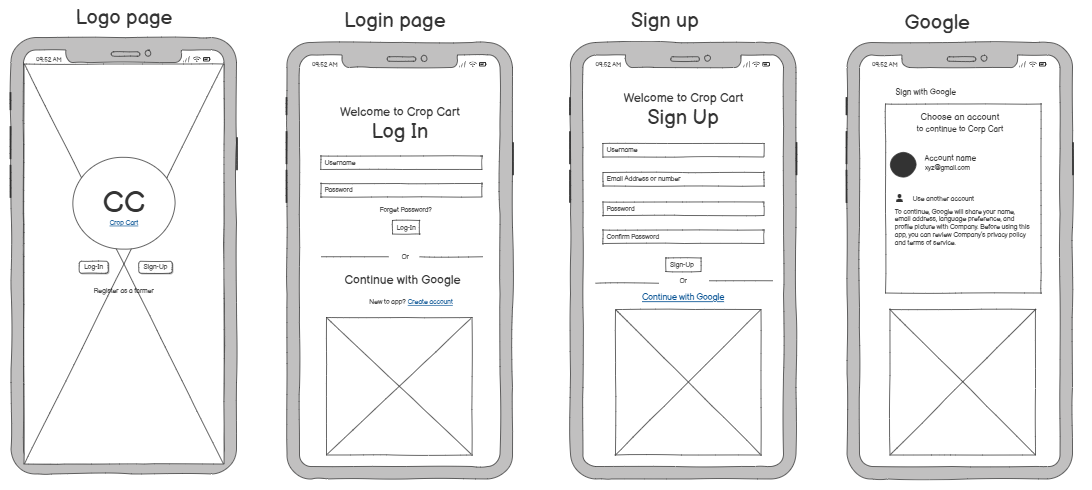 Logo page
09:52 AM
CC
Crop Cart
Log-In
Sign-Up
Register as a farmer
Login page
09:52 AM
Welcome to Crop Cart
Log In
Username
Password
Forget Password?
Log-In
Or
Continue with Google
New to app? Create account
Sign up
09:52 AM
Welcome to Crop Cart
Sign Up
Username
Email Address or number
Password
Confirm Password
Sign-Up
Or
Continue with Google
Google
09:52 AM
Sign with Google
Choose an account
to continue to Corp Cart
Account name
xyz@gmail.com
Use another account
To continue, Google will share your name,
email address, language preference, and
profile picture with Company. Before using this
app, you can review Company's privacy policy
and terms of service.